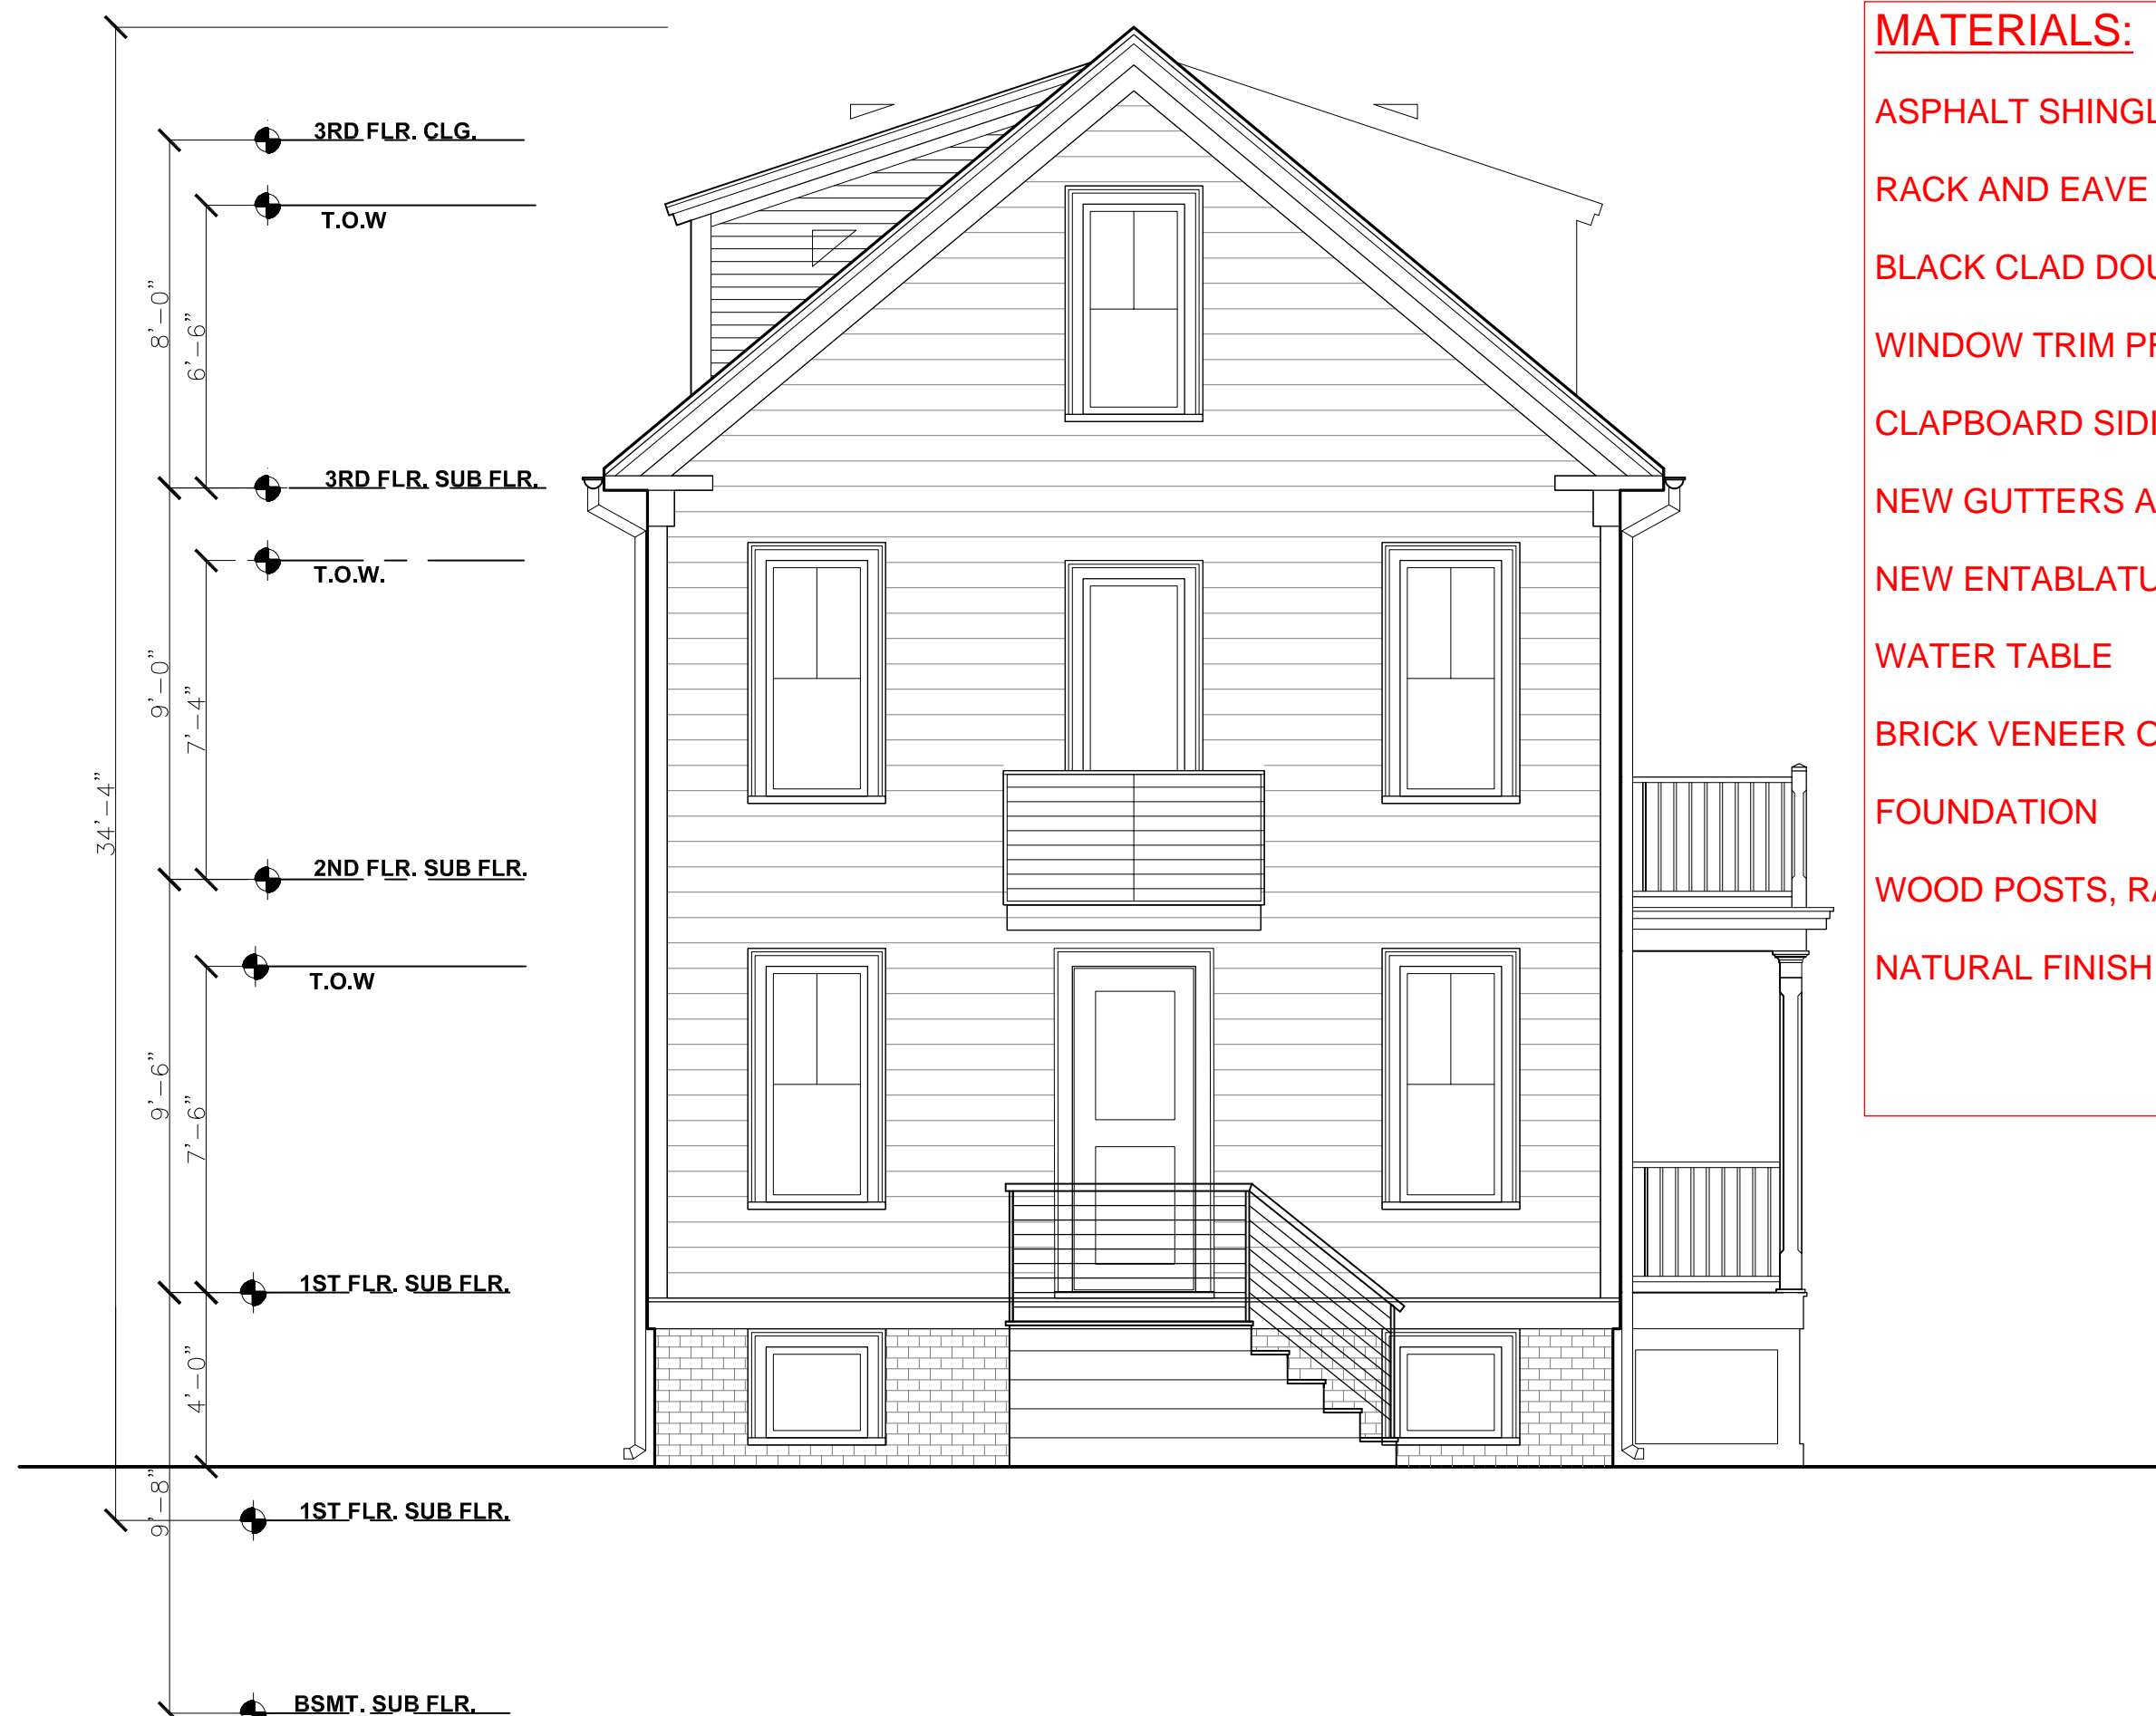 MATERIALS:
ASPHALT SHINGL
RACK AND EAVE
BLACK CLAD DOU
WINDOW TRIM PR
CLAPBOARD SIDI
NEW GUTTERS A
NEW ENTABLATU
WATER TABLE
BRICK VENEER O
FOUNDATION
WOOD POSTS, RA
NATURAL FINISH
3RD FLR. CLG.
T.O.W
8'-0"
6'-6"
3RD FLR. SUB FLR.
T.O.W.
9'-0"
7'-4"
34'-4"
2ND FLR. SUB FLR.
T.O.W
9'-6"
7'-6"
1ST FLR. SUB FLR.
4'-0"
9'-8"
1ST FLR. SUB FLR.
BSMT. SUB FLR.